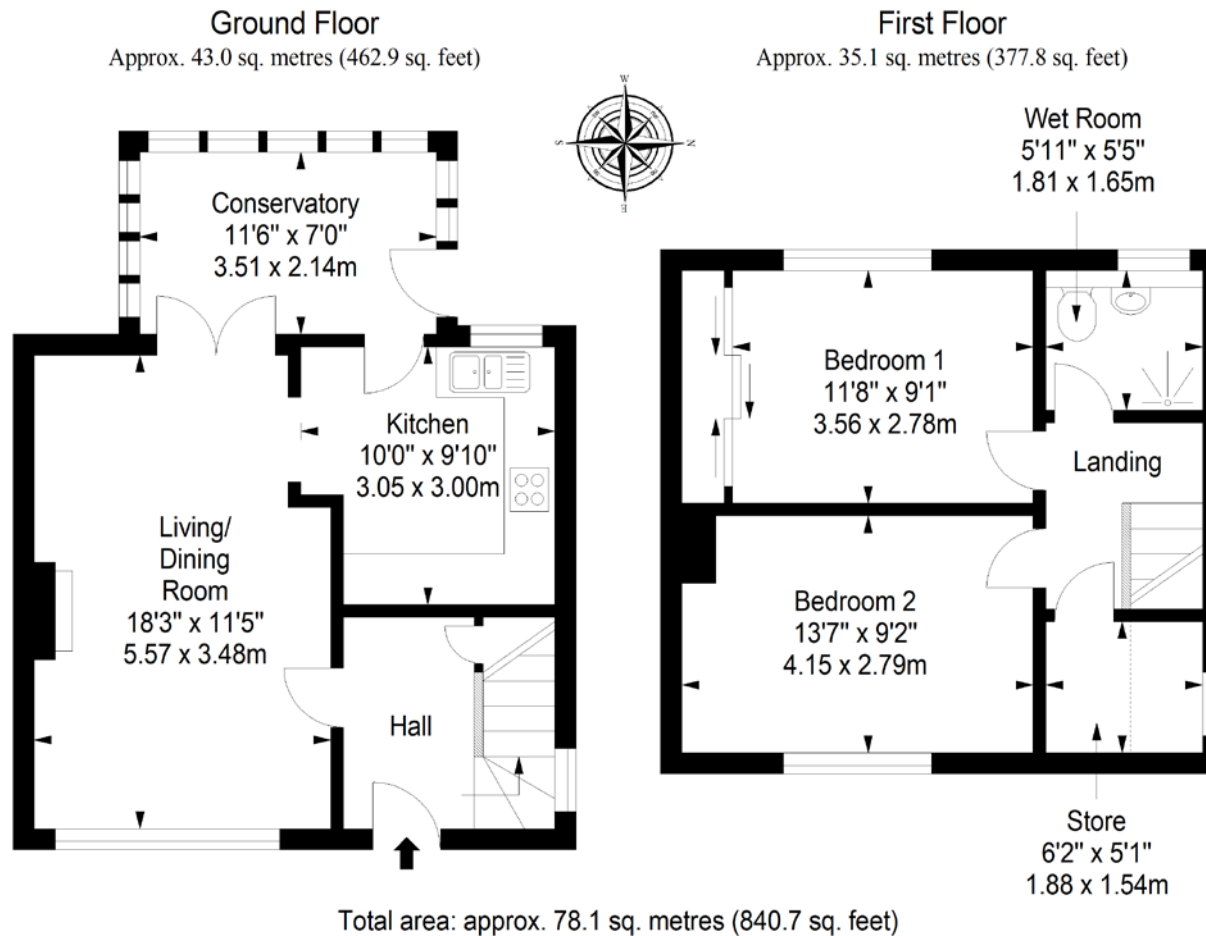 Ground Floor
Approx. 43.0 sq. metres (462.9 sq. feet)
First Floor
Approx. 35.1 sq. metres (377.8 sq. feet)
W
S
N
E
Wet Room
5'11" x 5'5"
1.81 x 1.65m
Conservatory
11'6" x 7'0"
3.51 x 2.14m
Kitchen
10'0" x 9'10"
3.05 x 3.00m
Living/
Dining
Room
18'3" x 11'5"
5.57 x 3.48m
Hall
Bedroom 1
11'8" x 9'1"
3.56 x 2.78m
Landing
Bedroom 2
13'7" x 9'2"
4.15 x 2.79m
Store
6'2" x 5'1"
1.88 x 1.54m
Total area: approx. 78.1 sq. metres (840.7 sq. feet)